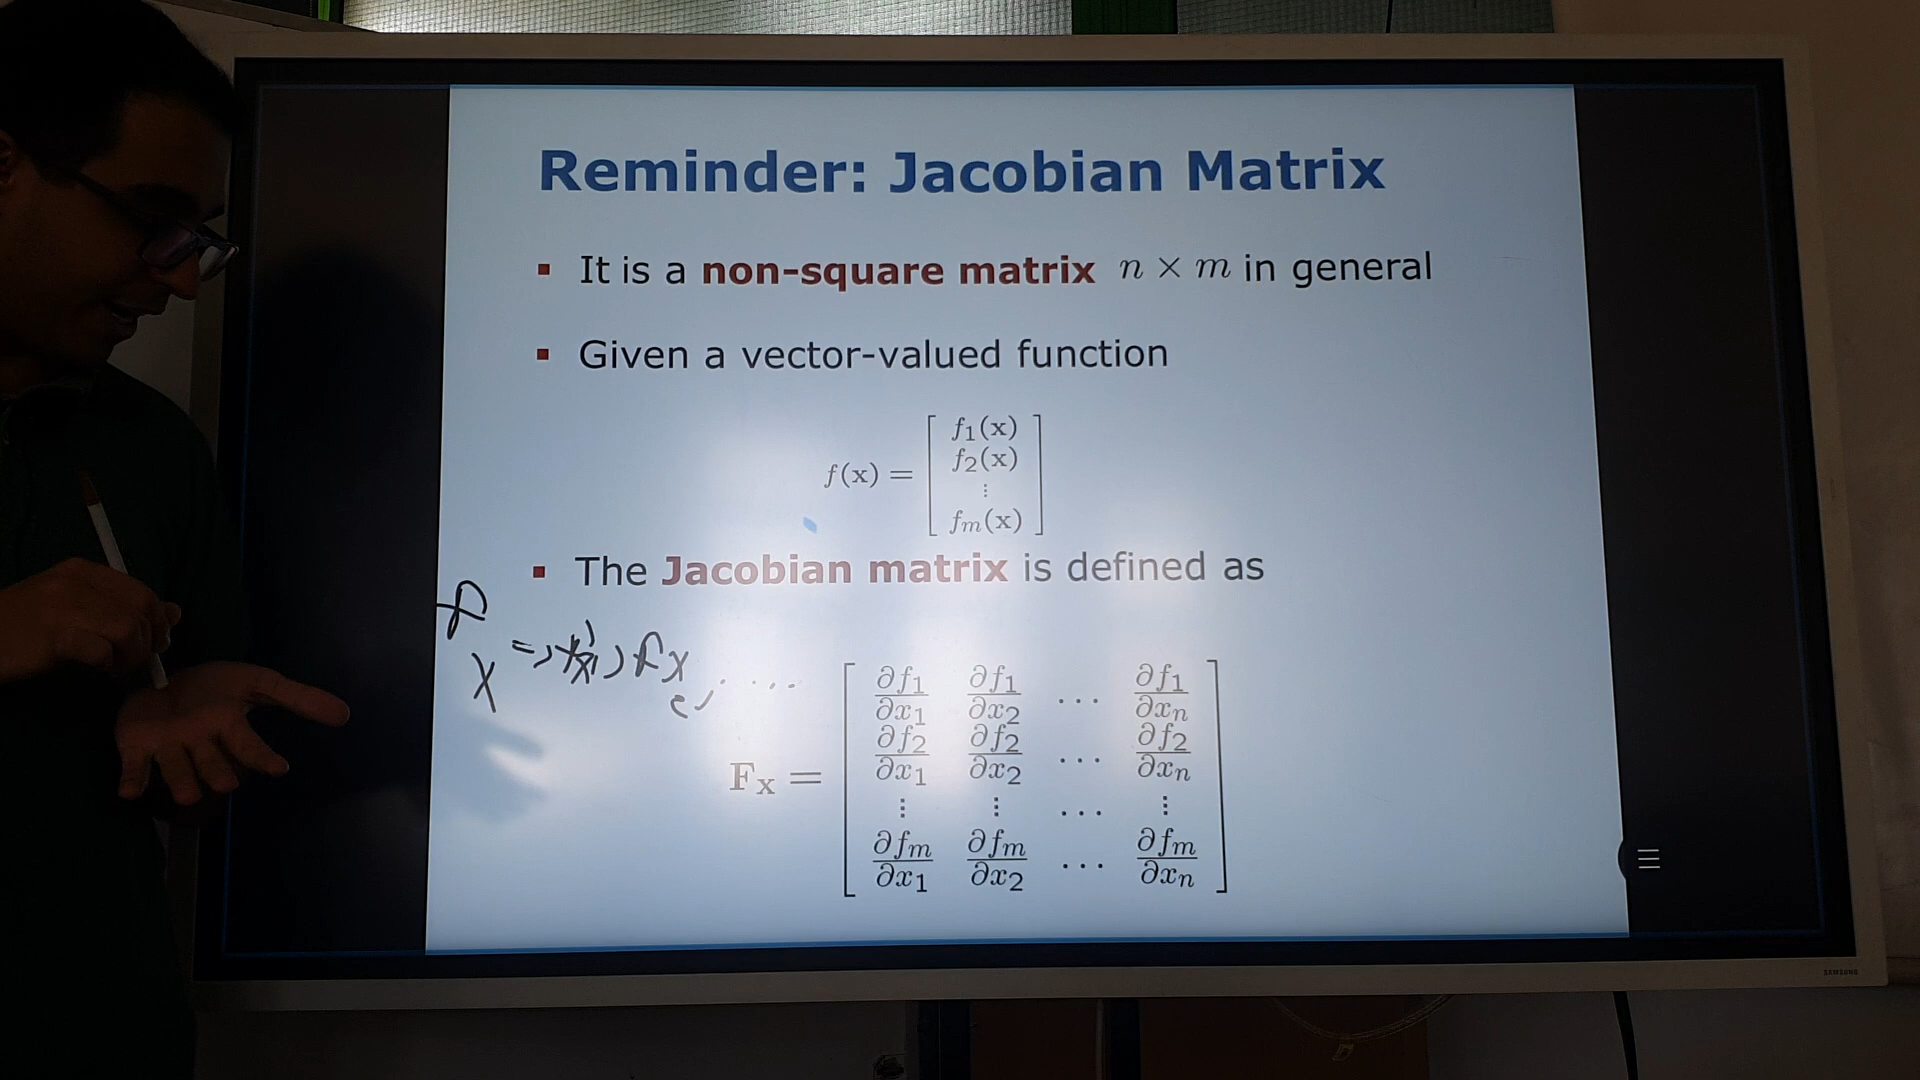 Reminder: Jacobian Matrix
▪ It is a non-square matrix n × m in general
▪ Given a vector-valued function
f(x) = [ f₁(x)
f₂(x)
⋮
fₘ(x) ]
▪ The Jacobian matrix is defined as
Fₓ = [ ∂f₁/∂x₁ ∂f₁/∂x₂ ⋯ ∂f₁/∂xₙ
∂f₂/∂x₁ ∂f₂/∂x₂ ⋯ ∂f₂/∂xₙ
⋮ ⋮ ⋯ ⋮
∂fₘ/∂x₁ ∂fₘ/∂x₂ ⋯ ∂fₘ/∂xₙ ]
SAMSUNG